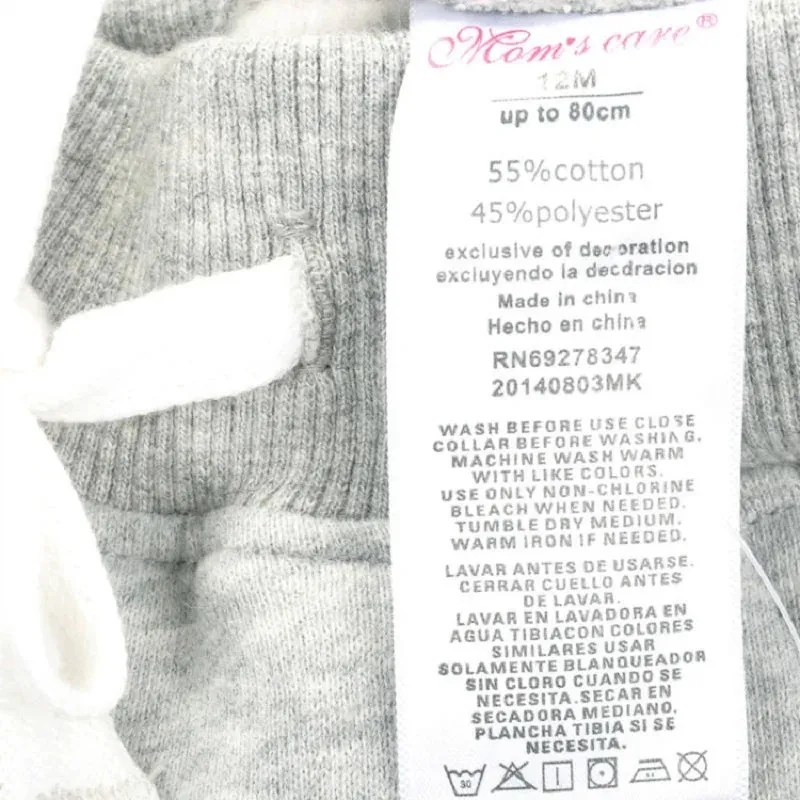 Mom's care®
12M
up to 80cm
55%cotton
45%polyester
exclusive of decoration
excluyendo la decdracion
Made in china
Hecho en china
RN69278347
20140803MK
WASH BEFORE USE CLOSE
COLLAR BEFORE WASHING.
MACHINE WASH WARM
WITH LIKE COLORS.
USE ONLY NON-CHLORINE
BLEACH WHEN NEEDED.
TUMBLE DRY MEDIUM.
WARM IRON IF NEEDED.
LAVAR ANTES DE USARSE.
CERRAR CUELLO ANTES
DE LAVAR.
LAVAR EN LAVADORA EN
AGUA TIBIACON COLORES
SIMILARES USAR
SOLAMENTE BLANQUEADOR
SIN CLORO CUANDO SE
NECESITA.SECAR EN
SECADORA MEDIANO.
PLANCHA TIBIA SI SE
NECESITA.
30